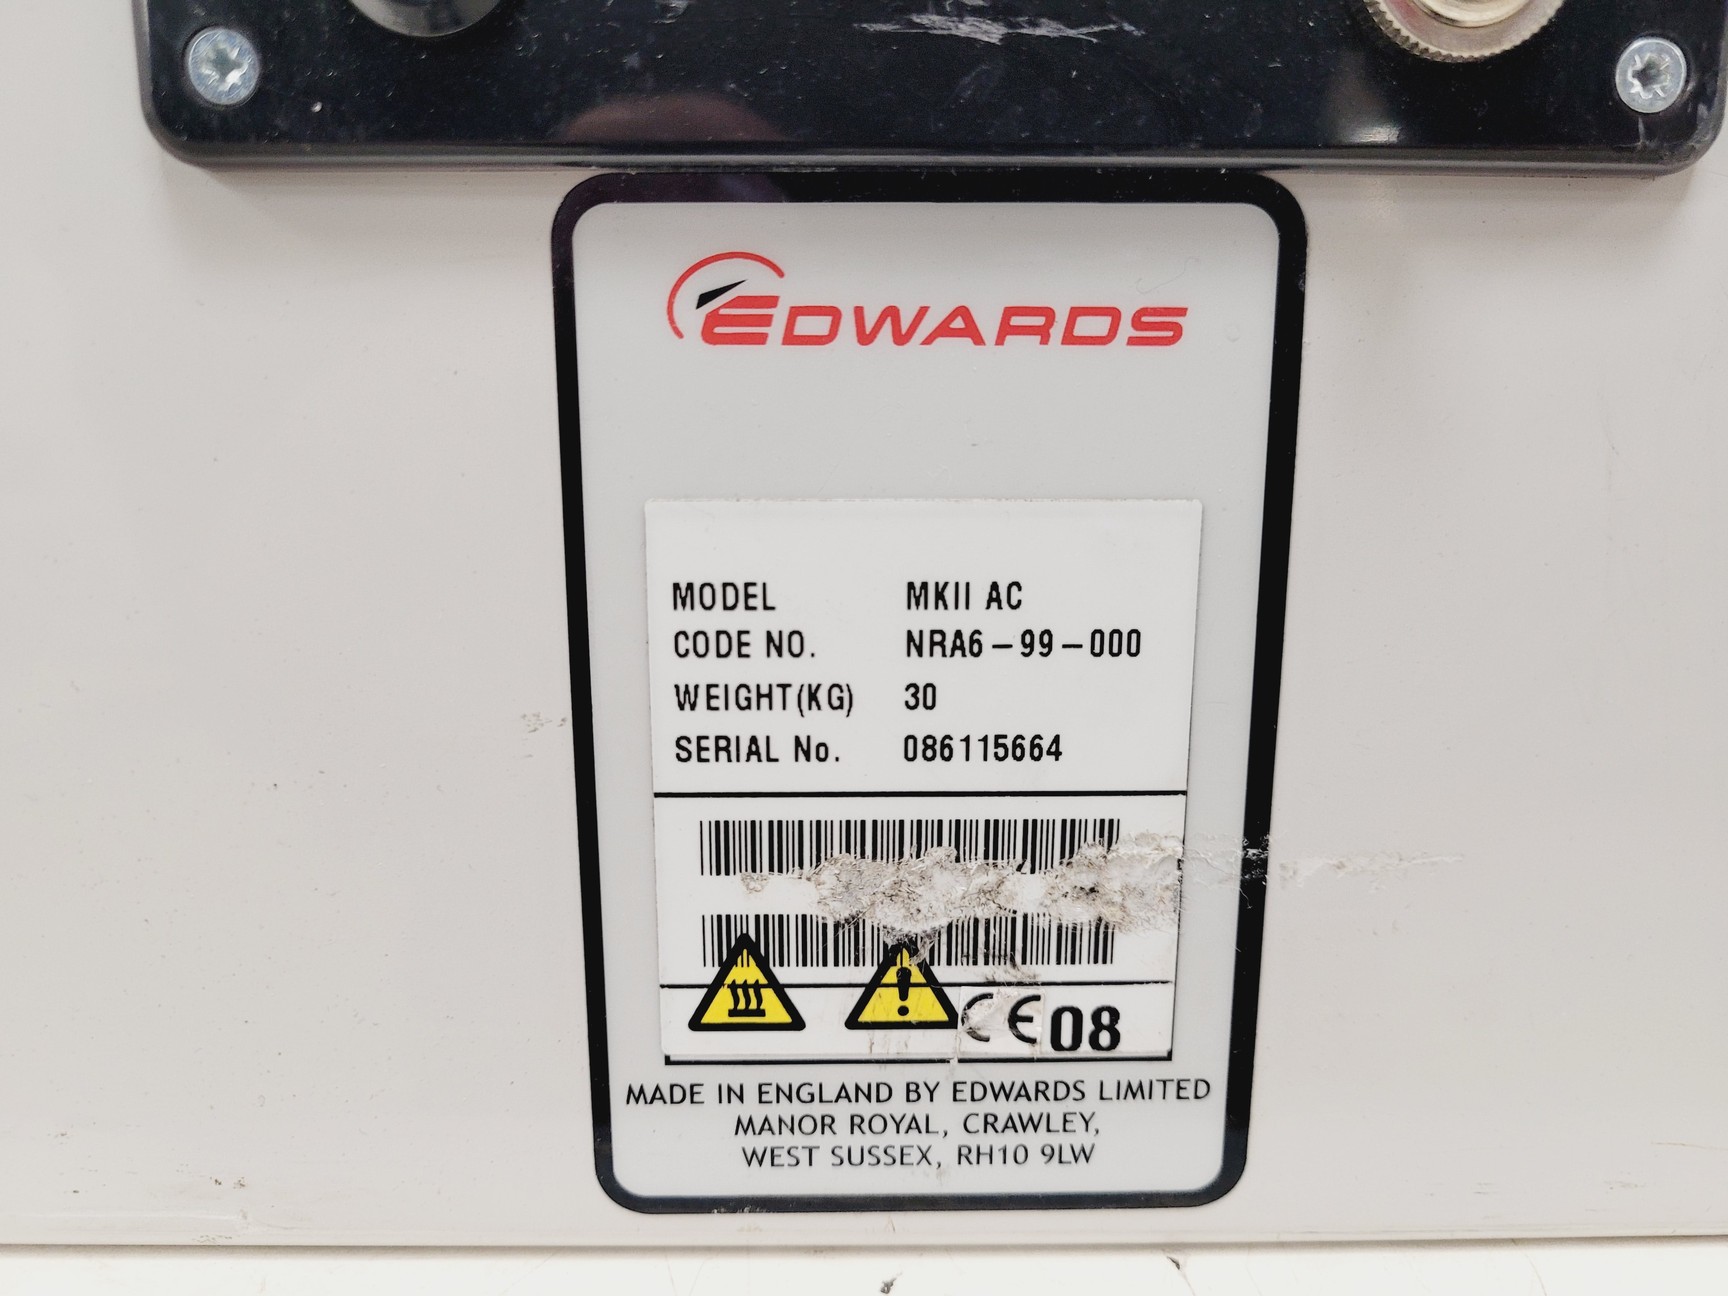 EDWARDS
MODEL MKII AC
CODE NO. NRA6-99-000
WEIGHT(KG) 30
SERIAL No. 086115664
CE 08
MADE IN ENGLAND BY EDWARDS LIMITED
MANOR ROYAL, CRAWLEY,
WEST SUSSEX, RH10 9LW